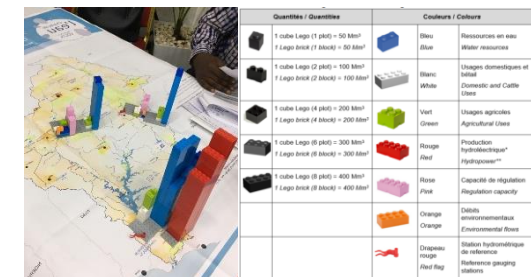 Quantités / Quantities
Couleurs / Colours
1 cube Lego (1 plot) = 50 Mm³
1 Lego brick (1 block) = 50 Mm³
Bleu
Blue
Ressources en eau
Water resources
1 cube Lego (2 plot) = 100 Mm³
1 Lego brick (2 block) = 100 Mm³
Blanc
White
Usages domestiques et
bétail
Domestic and Cattle
Uses
1 cube Lego (4 plot) = 200 Mm³
1 Lego brick (4 block) = 200 Mm³
Vert
Green
Usages agricoles
Agricultural Uses
1 cube Lego (6 plot) = 300 Mm³
1 Lego brick (6 block) = 300 Mm³
Rouge
Red
Production
hydroélectrique*
Hydropower**
1 cube Lego (8 plot) = 400 Mm³
1 Lego brick (8 block) = 400 Mm³
Rose
Pink
Capacité de régulation
Regulation capacity
Orange
Orange
Débits
environnementaux
Environmental flows
Drapeau
rouge
Red flag
Station hydrométrique
de reference
Reference gauging
stations